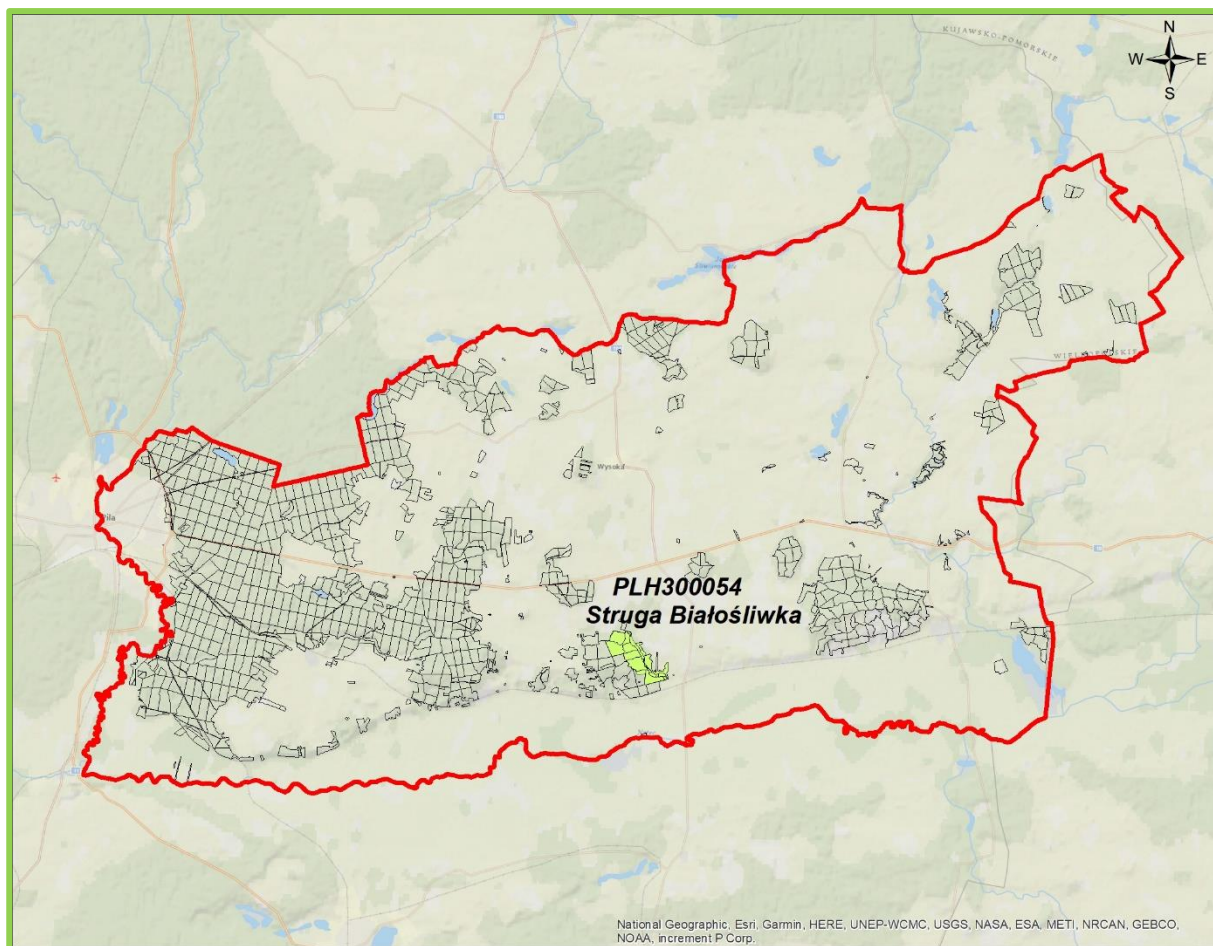 KUJAWSKO-POMORSKIE
N
W E
S
WIELKOPOLSKIE
Wysoka
PLH300054
Struga Białośliwka
National Geographic, Esri, Garmin, HERE, UNEP-WCMC, USGS, NASA, ESA, METI, NRCAN, GEBCO,
NOAA, increment P Corp.